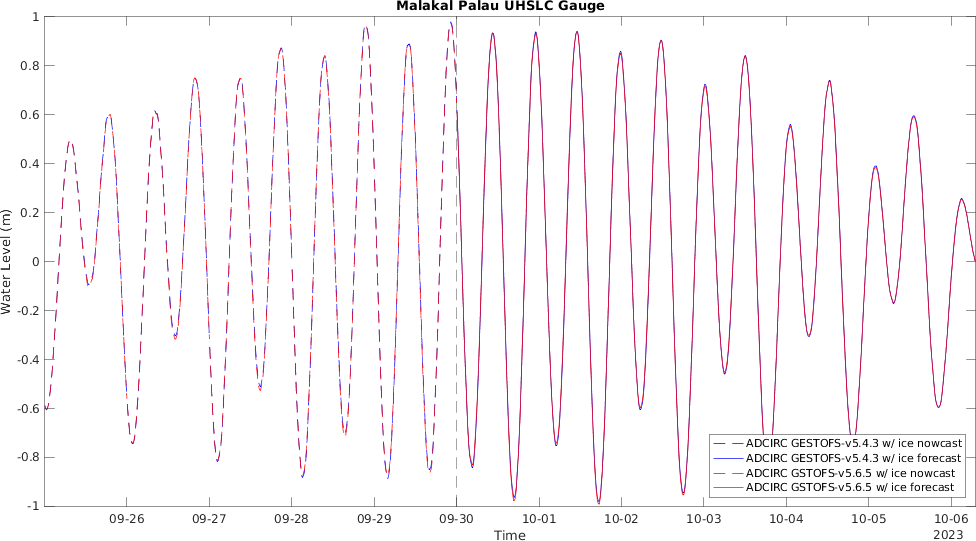 Malakal Palau UHSLC Gauge
1
0.8
0.6
0.4
0.2
0
-0.2
-0.4
-0.6
-0.8
-1
Water Level (m)
ADCIRC GESTOFS-v5.4.3 w/ ice nowcast
ADCIRC GESTOFS-v5.4.3 w/ ice forecast
ADCIRC GSTOFS-v5.6.5 w/ ice nowcast
ADCIRC GSTOFS-v5.6.5 w/ ice forecast
09-26 09-27 09-28 09-29 09-30 10-01 10-02 10-03 10-04 10-05 10-06
Time
2023